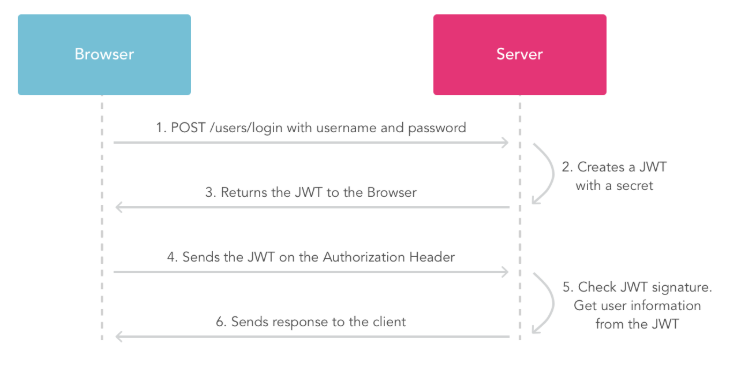 Browser
Server
1. POST /users/login with username and password
2. Creates a JWT
with a secret
3. Returns the JWT to the Browser
4. Sends the JWT on the Authorization Header
5. Check JWT signature.
Get user information
from the JWT
6. Sends response to the client